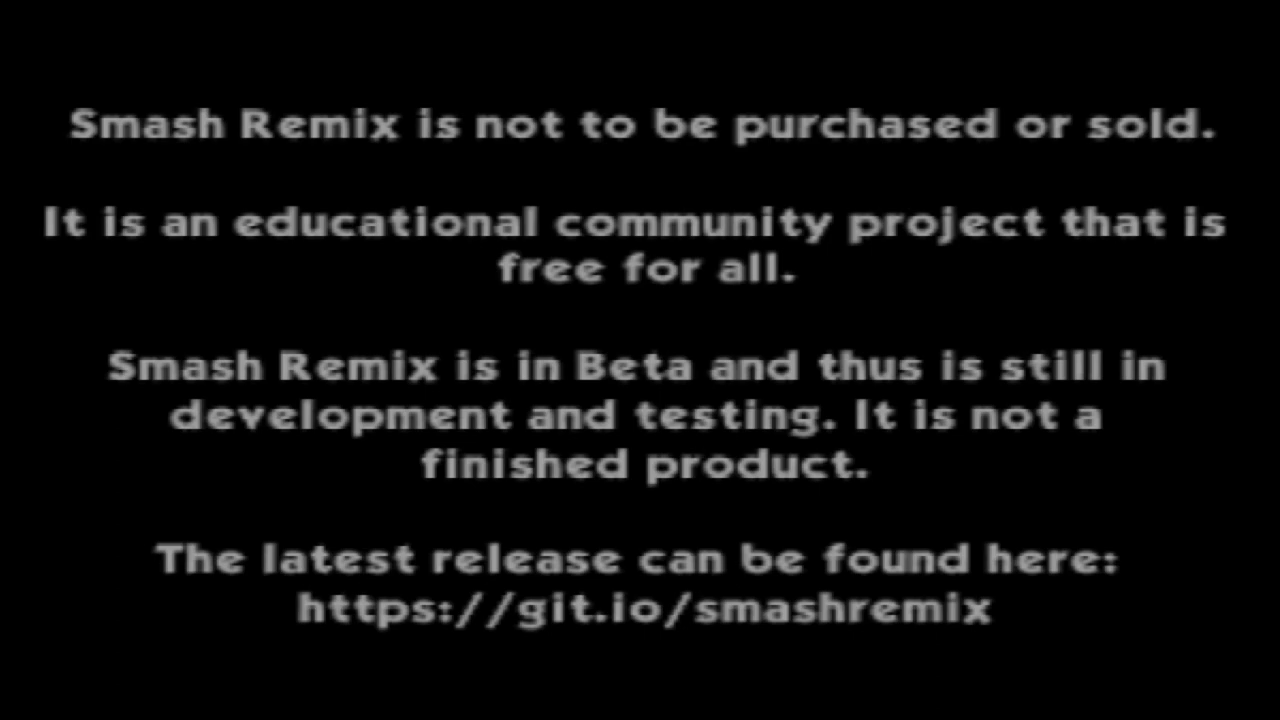 Smash Remix is not to be purchased or sold.
It is an educational community project that is
free for all.
Smash Remix is in Beta and thus is still in
development and testing. It is not a
finished product.
The latest release can be found here:
https://git.io/smashremix